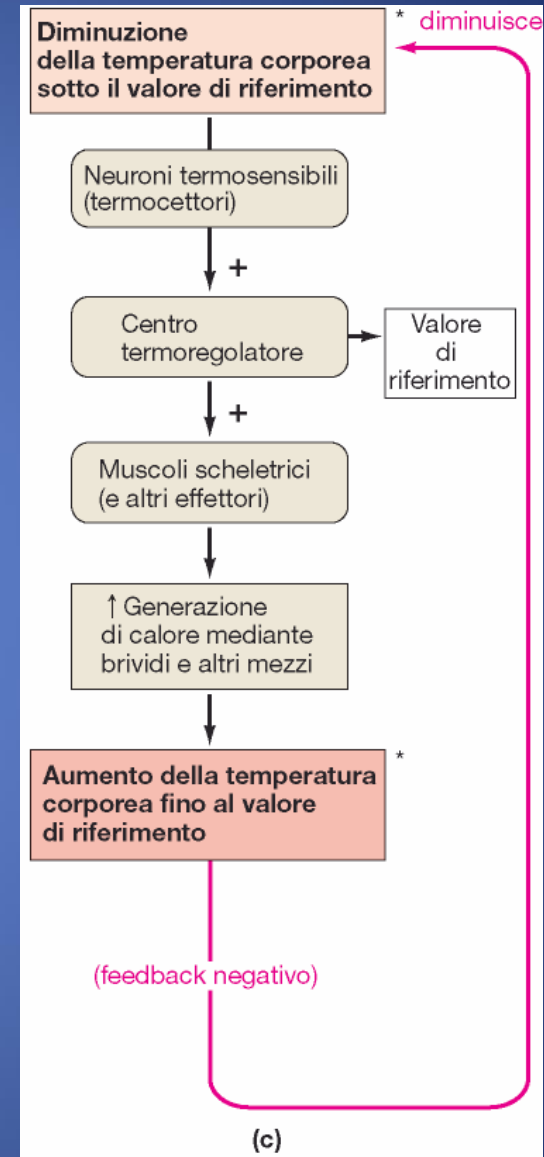 * diminuisce
Diminuzione
della temperatura corporea
sotto il valore di riferimento
Neuroni termosensibili
(termocettori)
+
Centro
termoregolatore
Valore
di
riferimento
+
Muscoli scheletrici
(e altri effettori)
↑ Generazione
di calore mediante
brividi e altri mezzi
*
Aumento della temperatura
corporea fino al valore
di riferimento
(feedback negativo)
(c)